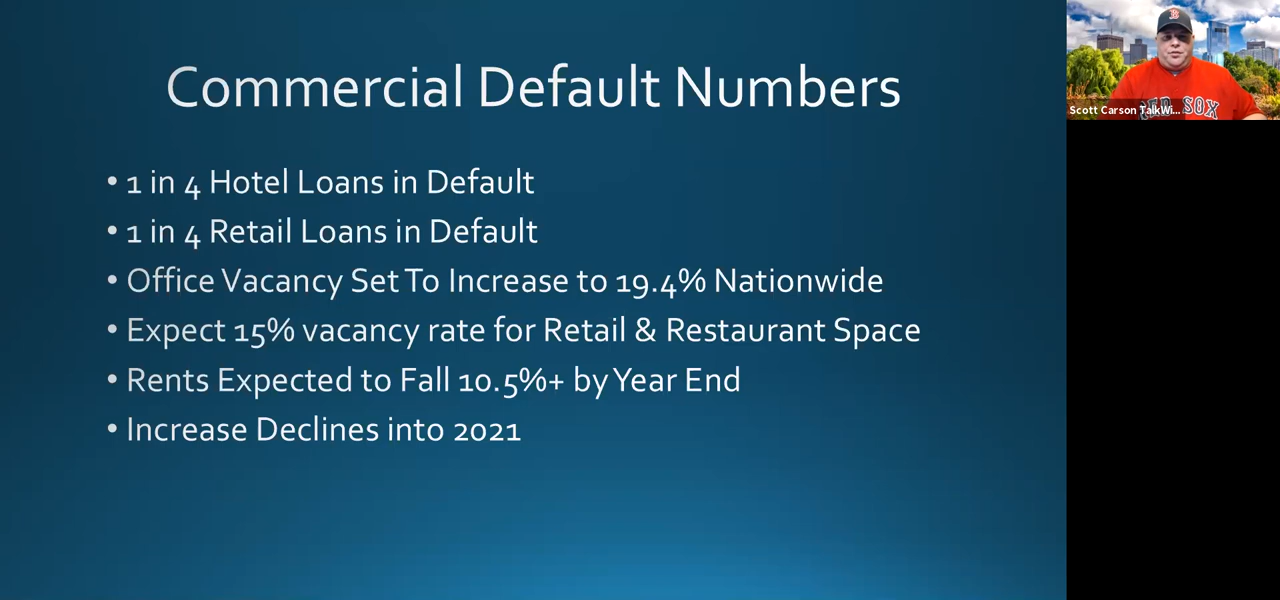 Commercial Default Numbers
• 1 in 4 Hotel Loans in Default
• 1 in 4 Retail Loans in Default
• Office Vacancy Set To Increase to 19.4% Nationwide
• Expect 15% vacancy rate for Retail & Restaurant Space
• Rents Expected to Fall 10.5%+ by Year End
• Increase Declines into 2021
Scott Carson TalkWi...
RED SOX